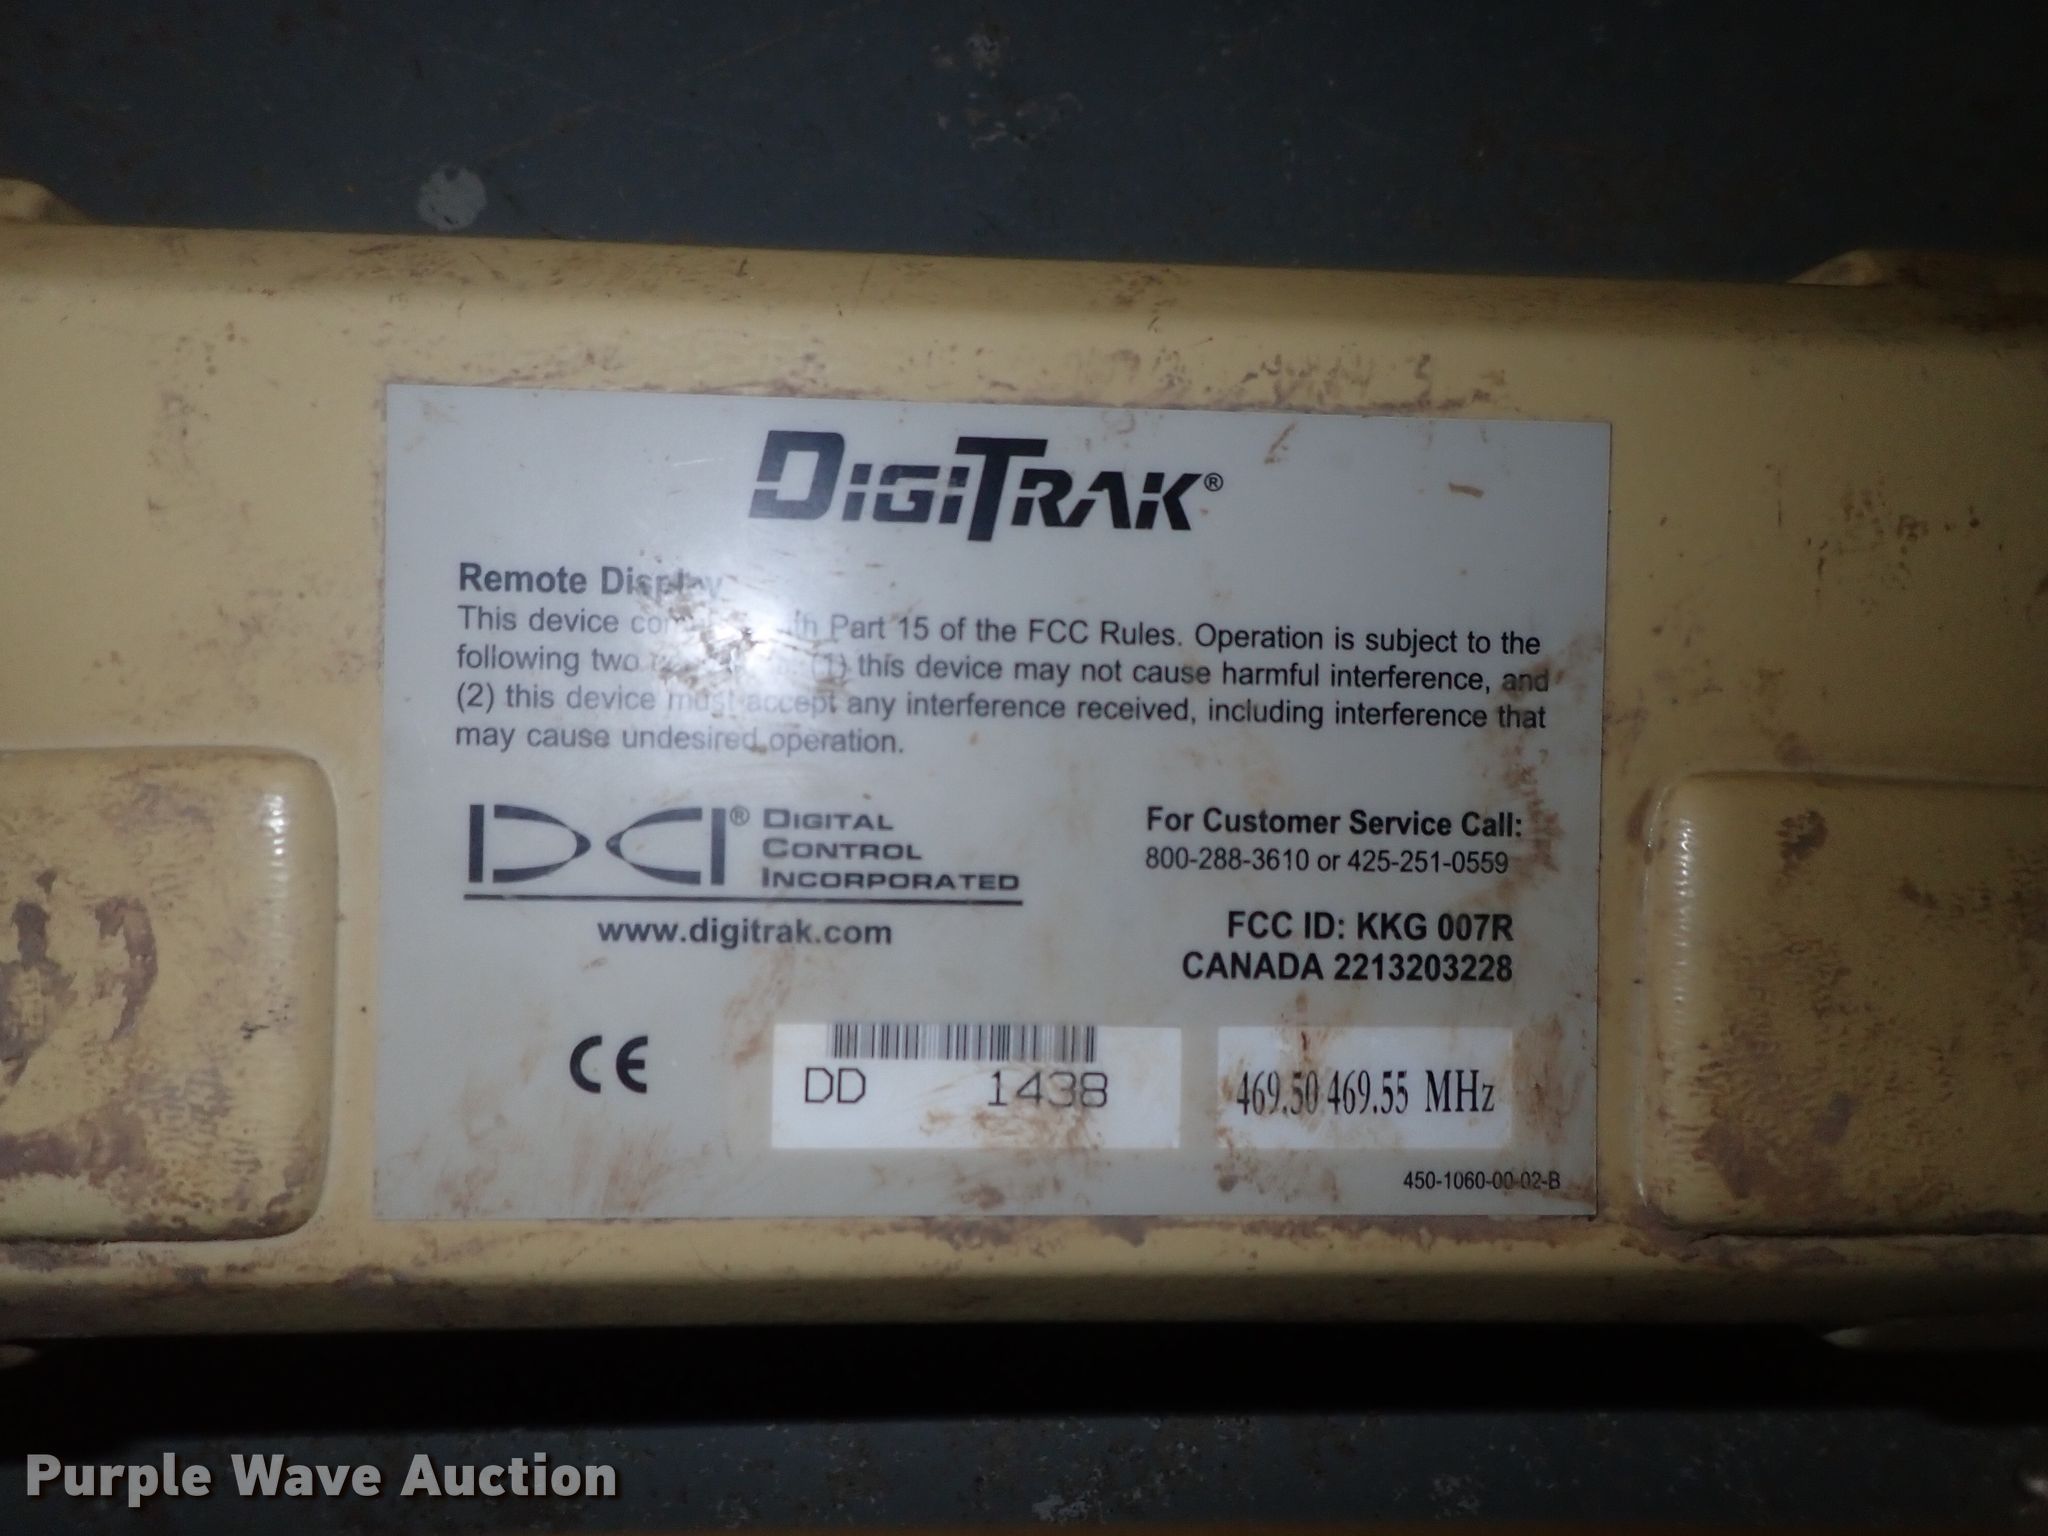 DIGITRAK®
Remote Display
This device with Part 15 of the FCC Rules. Operation is subject to the
following two (1) this device may not cause harmful interference, and
(2) this device must accept any interference received, including interference that
may cause undesired operation.
DCI® DIGITAL
CONTROL
INCORPORATED
www.digitrak.com
For Customer Service Call:
800-288-3610 or 425-251-0559
FCC ID: KKG 007R
CANADA 2213203228
CE
DD 1438
469.50 469.55 MHz
450-1060-00-02-B
Purple Wave Auction